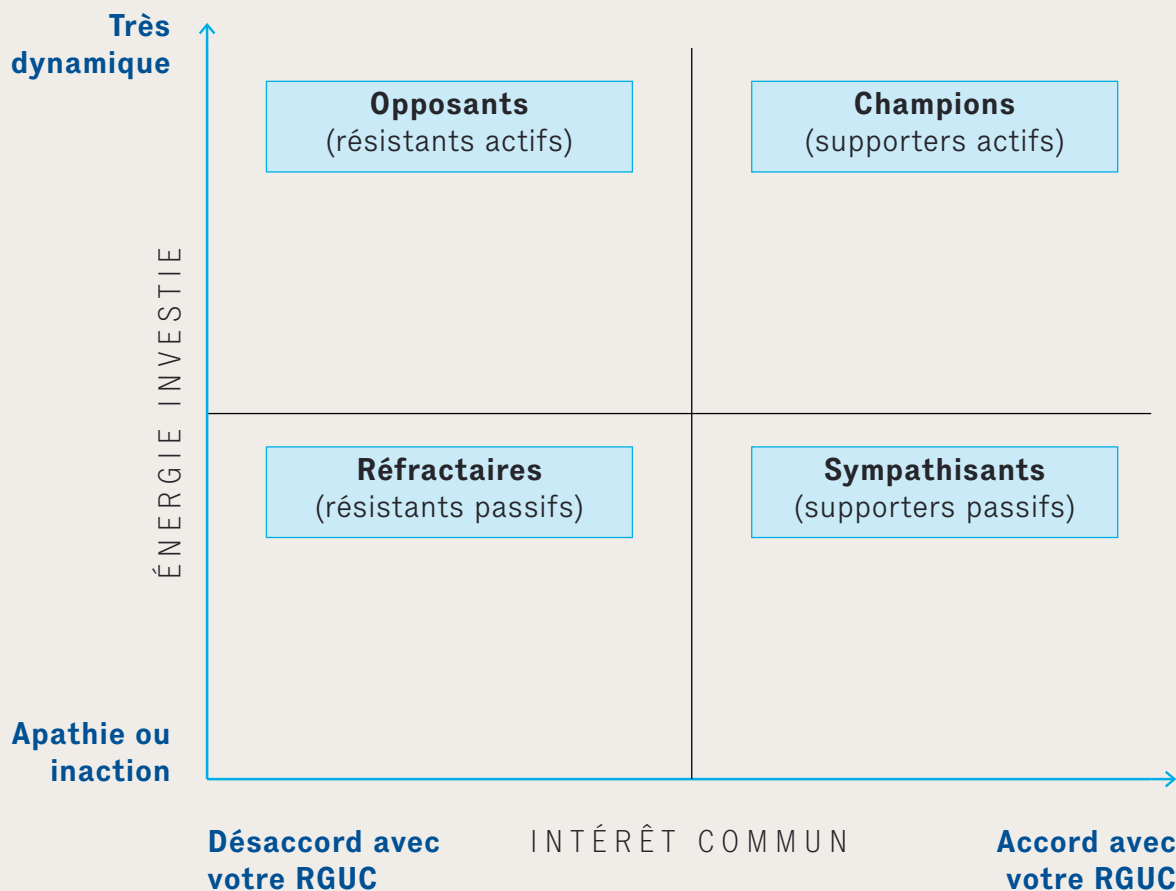 Très
dynamique
Opposants
(résistants actifs)
Champions
(supporters actifs)
ÉNERGIE INVESTIE
Réfractaires
(résistants passifs)
Sympathisants
(supporters passifs)
Apathie ou
inaction
Désaccord avec
votre RGUC
INTÉRÊT COMMUN
Accord avec
votre RGUC